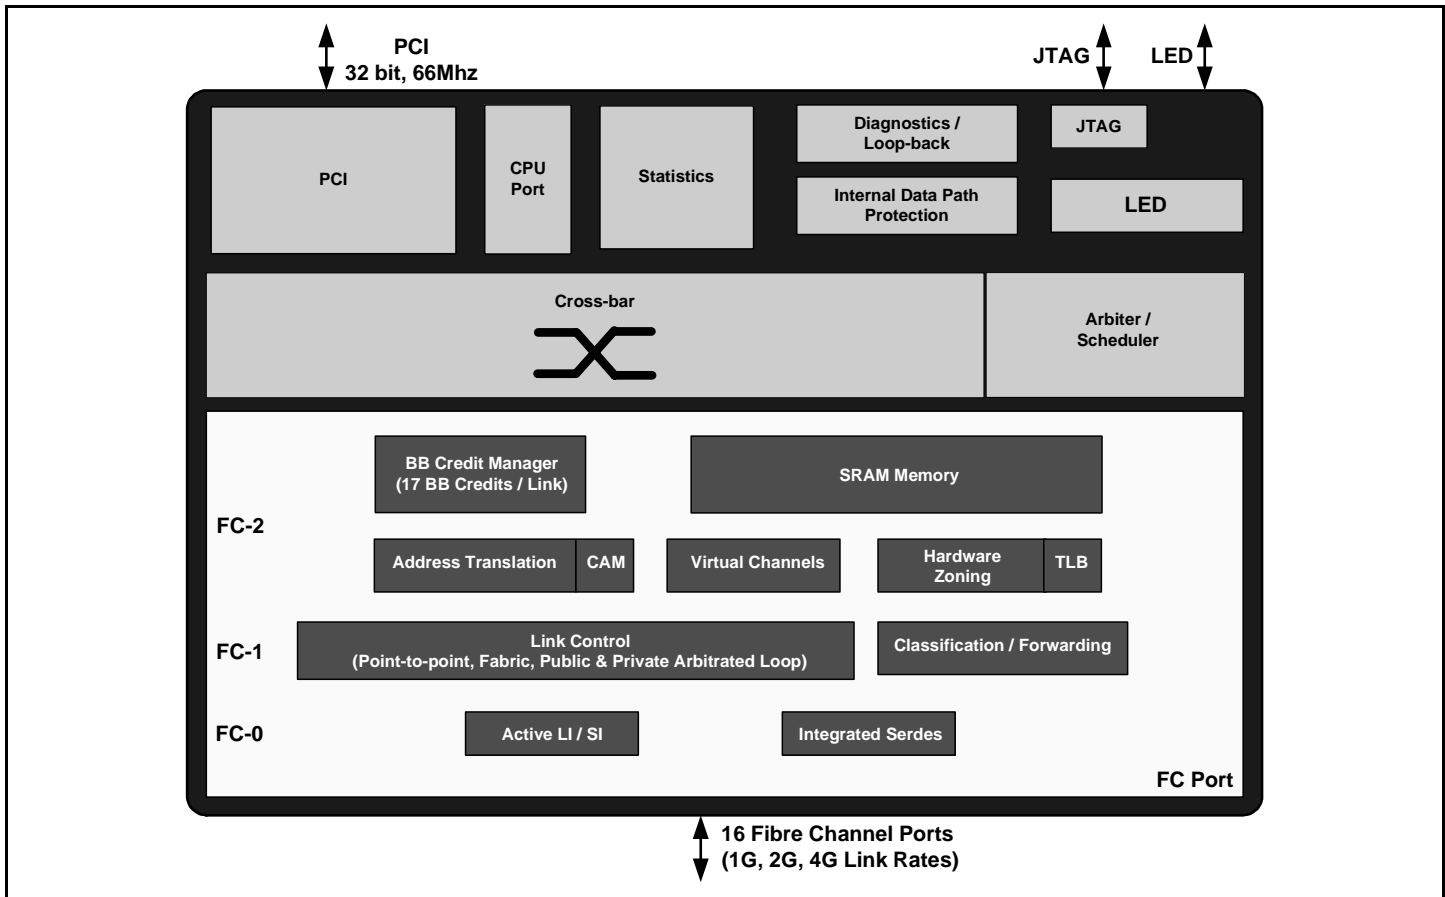 PCI
32 bit, 66Mhz
JTAG
LED
PCI
CPU
Port
Statistics
Diagnostics /
Loop-back
Internal Data Path
Protection
JTAG
LED
Cross-bar
Arbiter /
Scheduler
BB Credit Manager
(17 BB Credits / Link)
SRAM Memory
FC-2
Address Translation
CAM
Virtual Channels
Hardware
Zoning
TLB
FC-1
Link Control
(Point-to-point, Fabric, Public & Private Arbitrated Loop)
Classification / Forwarding
FC-0
Active LI / SI
Integrated Serdes
FC Port
16 Fibre Channel Ports
(1G, 2G, 4G Link Rates)